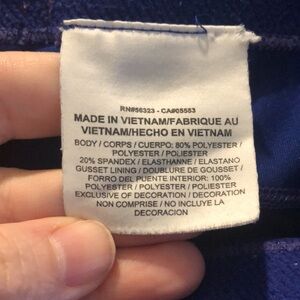 RN#56323 - CA#05553
MADE IN VIETNAM/FABRIQUE AU
VIETNAM/HECHO EN VIETNAM
BODY / CORPS / CUERPO: 80% POLYESTER /
POLYESTER / POLIESTER
20% SPANDEX / ELASTHANNE / ELASTANO
GUSSET LINING / DOUBLURE DE GOUSSET /
FORRO DEL PUENTE INTERIOR: 100%
POLYESTER / POLYESTER / POLIESTER
EXCLUSIVE OF DECORATION / DECORATION
NON COMPRISE / NO INCLUYE LA
DECORACION